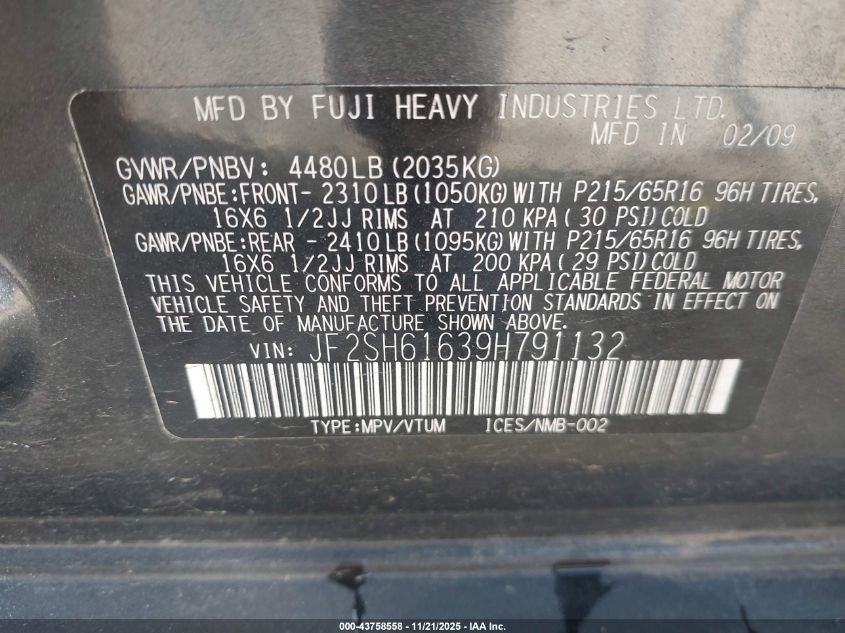 MFD BY FUJI HEAVY INDUSTRIES LTD.
MFD IN 02/09
GVWR/PNBV: 4480LB(2035KG)
GAWR/PNBE:FRONT- 2310LB(1050KG)WITH P215/65R16 96H TIRES,
16X6 1/2JJ RIMS AT 210 KPA(30 PSI)COLD
GAWR/PNBE:REAR - 2410LB(1095KG)WITH P215/65R16 96H TIRES,
16X6 1/2JJ RIMS AT 200 KPA(29 PSI)COLD
THIS VEHICLE CONFORMS TO ALL APPLICABLE FEDERAL MOTOR
VEHICLE SAFETY AND THEFT PREVENTION STANDARDS IN EFFECT ON
THE DATE OF MANUFACTURE SHOWN ABOVE.
VIN: JF2SH61639H791132
TYPE:MPV/VTUM ICES/NMB-002
000-43758558 - 11/21/2025 - IAA Inc.